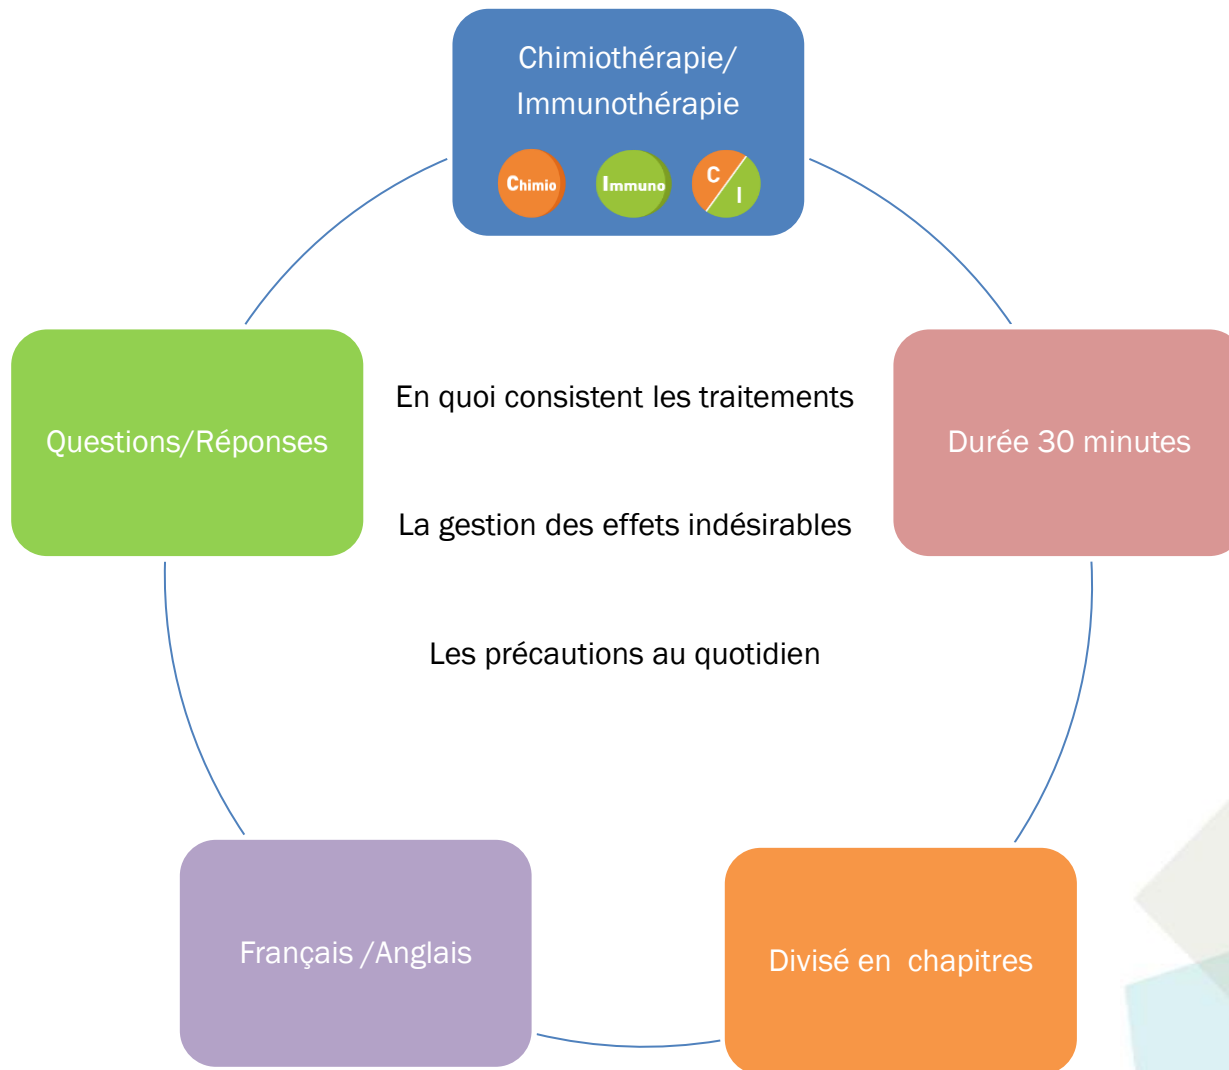 Chimiothérapie/
Immunothérapie
Chimio
Immuno
C
I
En quoi consistent les traitements
Questions/Réponses
Durée 30 minutes
La gestion des effets indésirables
Les précautions au quotidien
Français /Anglais
Divisé en  chapitres